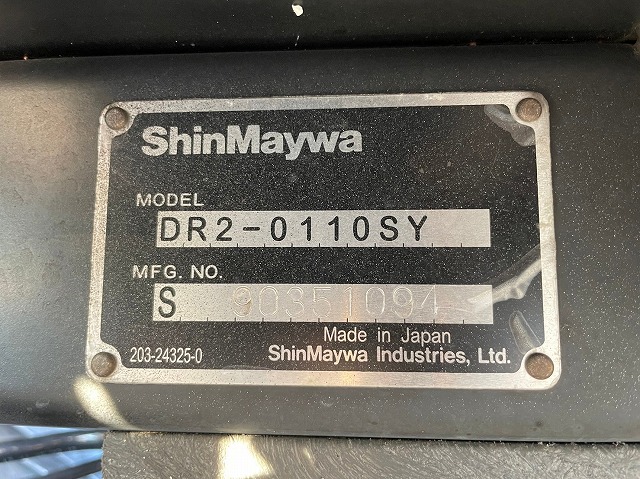 ShinMaywa
MODEL
DR2-0110SY
MFG. NO.
S 90351094
Made in Japan
203-24325-0 ShinMaywa Industries, Ltd.